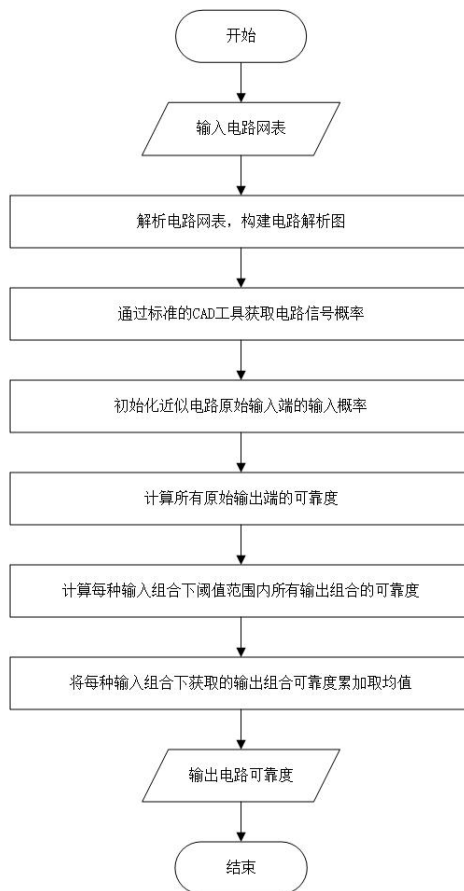 开始
输入电路网表
解析电路网表，构建电路解析图
通过标准的CAD工具获取电路信号概率
初始化近似电路原始输入端的输入概率
计算所有原始输出端的可靠度
计算每种输入组合下阈值范围内所有输出组合的可靠度
将每种输入组合下获取的输出组合可靠度累加取均值
输出电路可靠度
结束